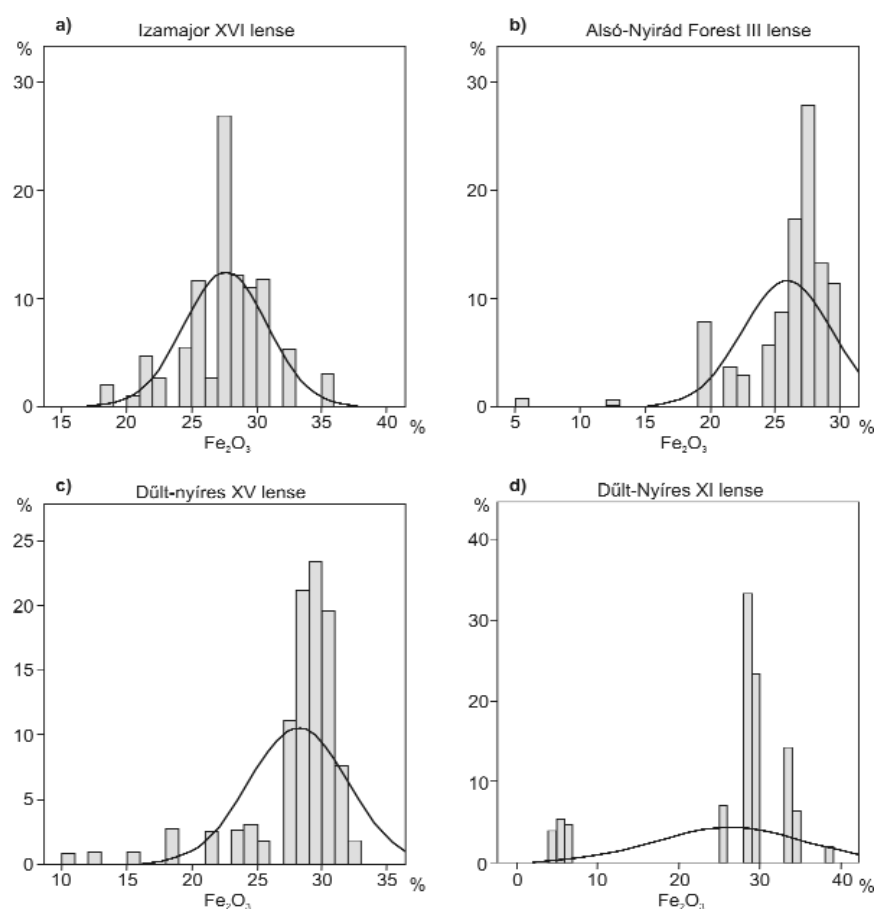 a)
Izamajor XVI lense
%
30
20
10
0
15 20 25 30 35 40 %
Fe₂O₃
b)
Alsó-Nyirád Forest III lense
%
30
20
10
0
5 10 15 20 25 30 %
Fe₂O₃
c)
Dűlt-nyíres XV lense
%
25
20
15
10
5
0
10 15 20 25 30 35 %
Fe₂O₃
d)
Dűlt-Nyíres XI lense
%
40
30
20
10
0
0 10 20 30 40 %
Fe₂O₃